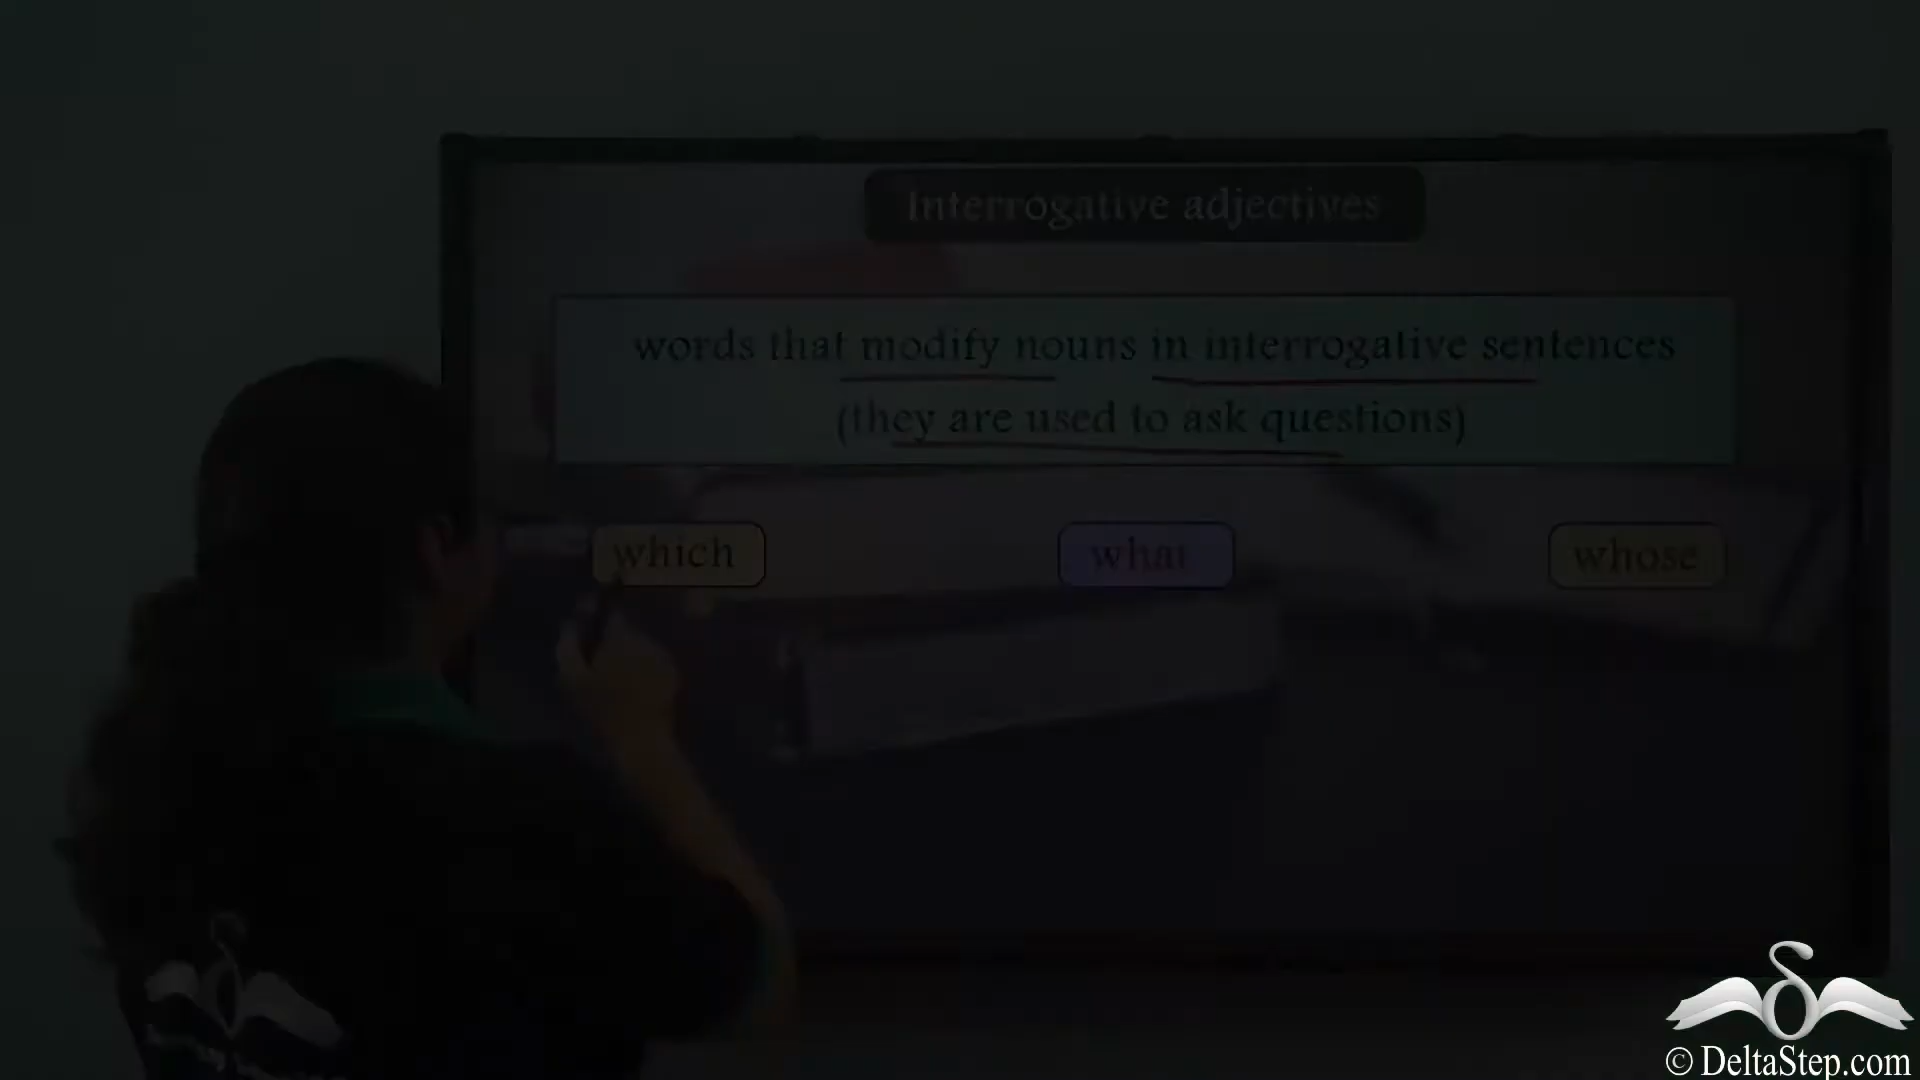 Interrogative adjectives
words that modify nouns in interrogative sentences
(they are used to ask questions)
which
what
whose
© DeltaStep.com